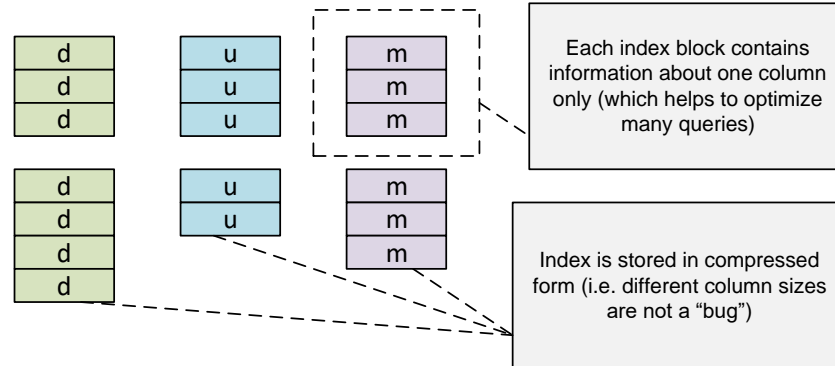 d
u
m
d
u
m
d
u
m
Each index block contains
information about one column
only (which helps to optimize
many queries)
d
u
m
d
u
m
d
m
d
Index is stored in compressed
form (i.e. different column sizes
are not a “bug”)